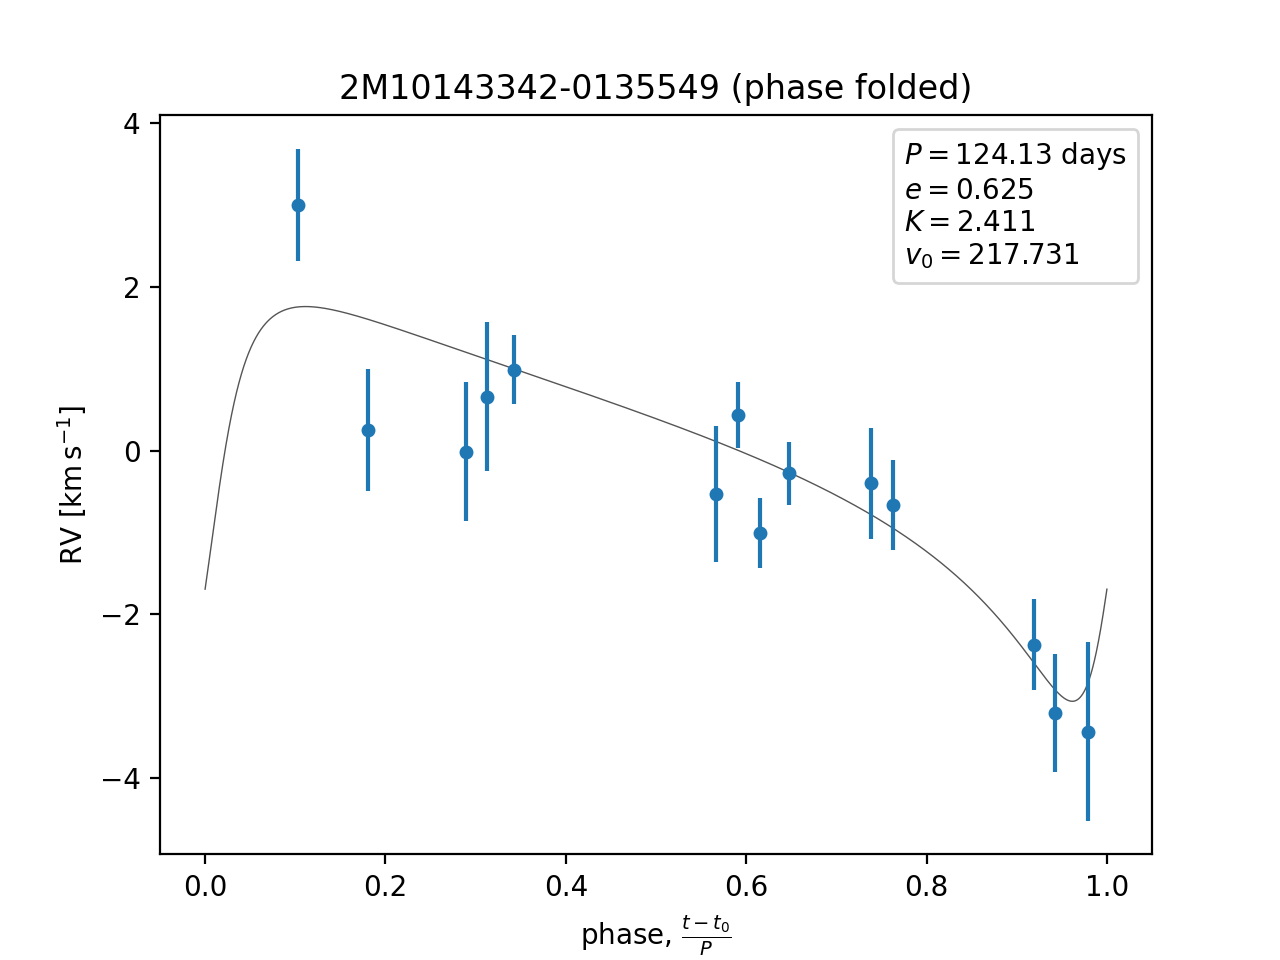 2M10143342-0135549 (phase folded)
P = 124.13 days
e = 0.625
K = 2.411
v₀ = 217.731
RV [km s⁻¹]
4
2
0
−2
−4
0.0 0.2 0.4 0.6 0.8 1.0
phase, (t − t₀)/P